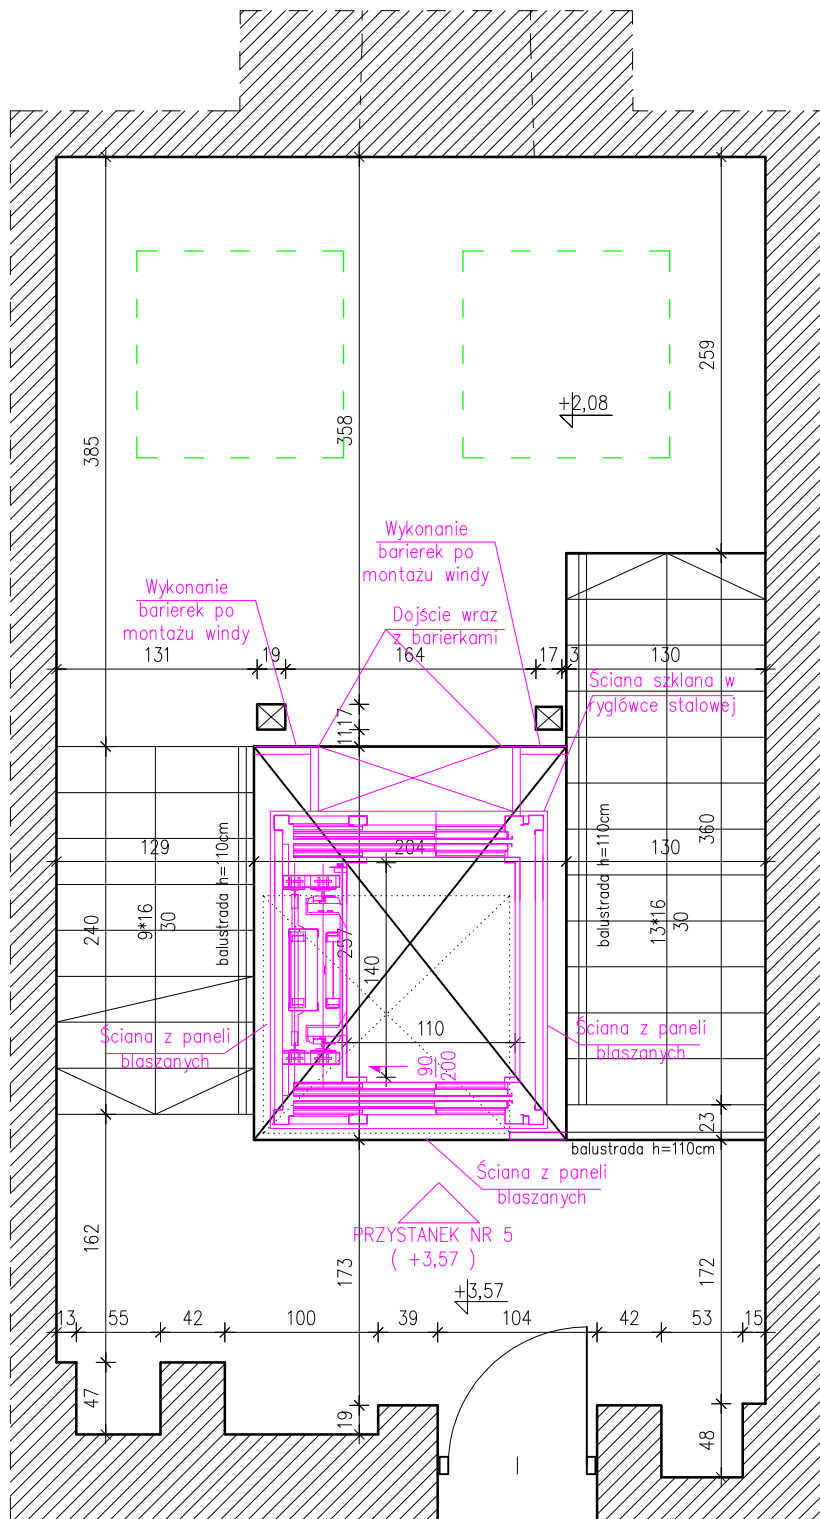 259
+2,08
358
385
Wykonanie
barierek po
montażu windy
Wykonanie
barierek po
montażu windy
Dojście wraz
z barierkami
131
19
164
17
3
130
Ściana szklana w
ryglówce stalowej
17
11
balustrada h=110cm
360
129
204
130
balustrada h=110cm
240
9*16
30
257
140
13*16
30
110
90
200
Ściana z paneli
blaszanych
Ściana z paneli
blaszanych
23
balustrada h=110cm
Ściana z paneli
blaszanych
162
173
172
PRZYSTANEK NR 5
( +3,57 )
+3,57
13
55
42
100
39
104
42
53
15
47
19
48